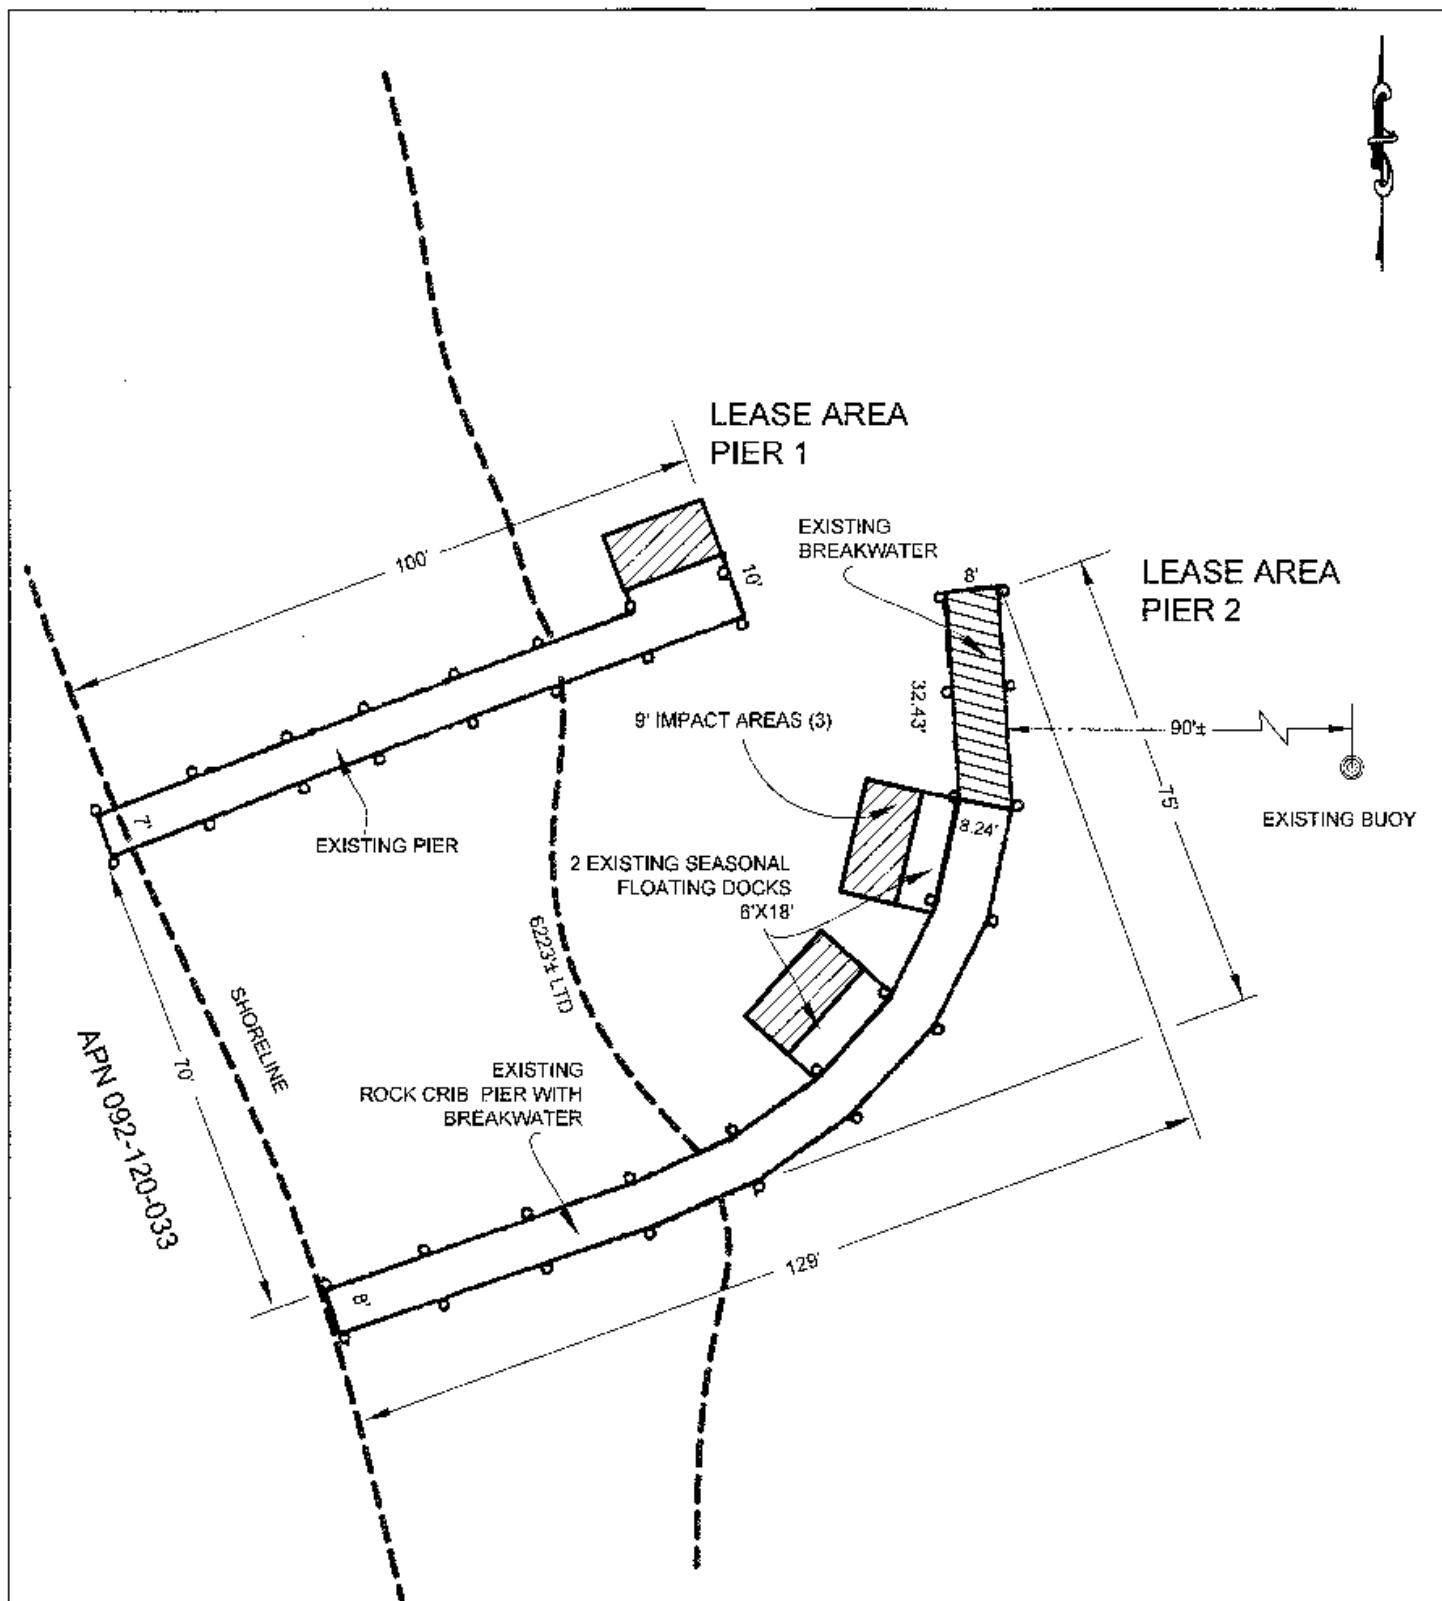 LEASE AREA
PIER 1
100'
10'
EXISTING
BREAKWATER
8'
LEASE AREA
PIER 2
32.43'
9' IMPACT AREAS (3)
90'±
75'
EXISTING BUOY
7'
EXISTING PIER
8.24'
2 EXISTING SEASONAL
FLOATING DOCKS
6'X18'
6223'± LTD
SHORELINE
70'
APN 092-120-033
EXISTING
ROCK CRIB PIER WITH
BREAKWATER
8'
129'